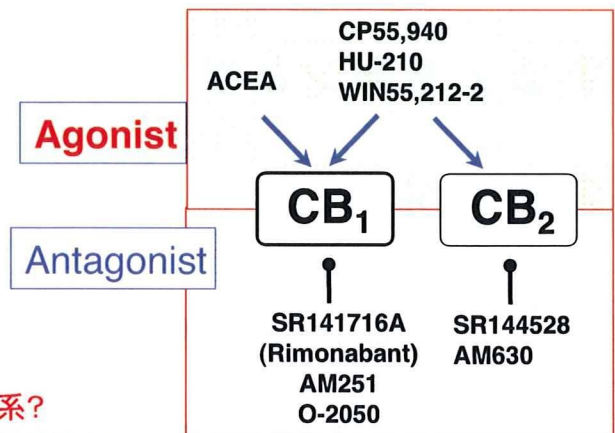 CP55,940
HU-210
ACEA
WIN55,212-2
Agonist
CB1
CB2
Antagonist
SR141716A
SR144528
(Rimonabant)
AM630
AM251
O-2050
系?